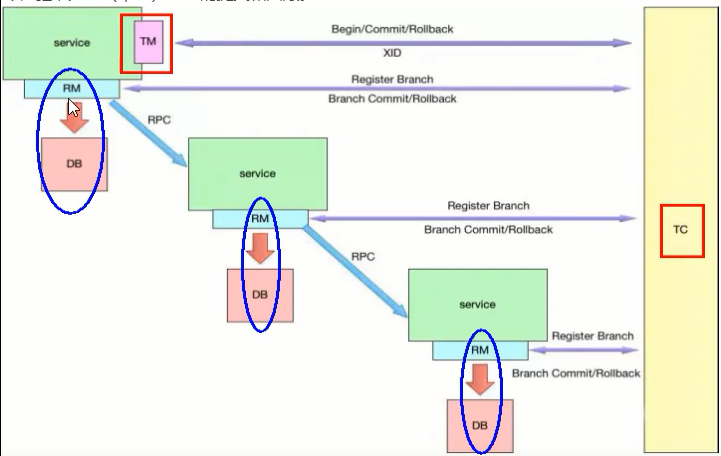 service
TM
Begin/Commit/Rollback
XID
RM
Register Branch
Branch Commit/Rollback
RPC
DB
service
Register Branch
RM
Branch Commit/Rollback
TC
RPC
DB
service
Register Branch
RM
Branch Commit/Rollback
DB